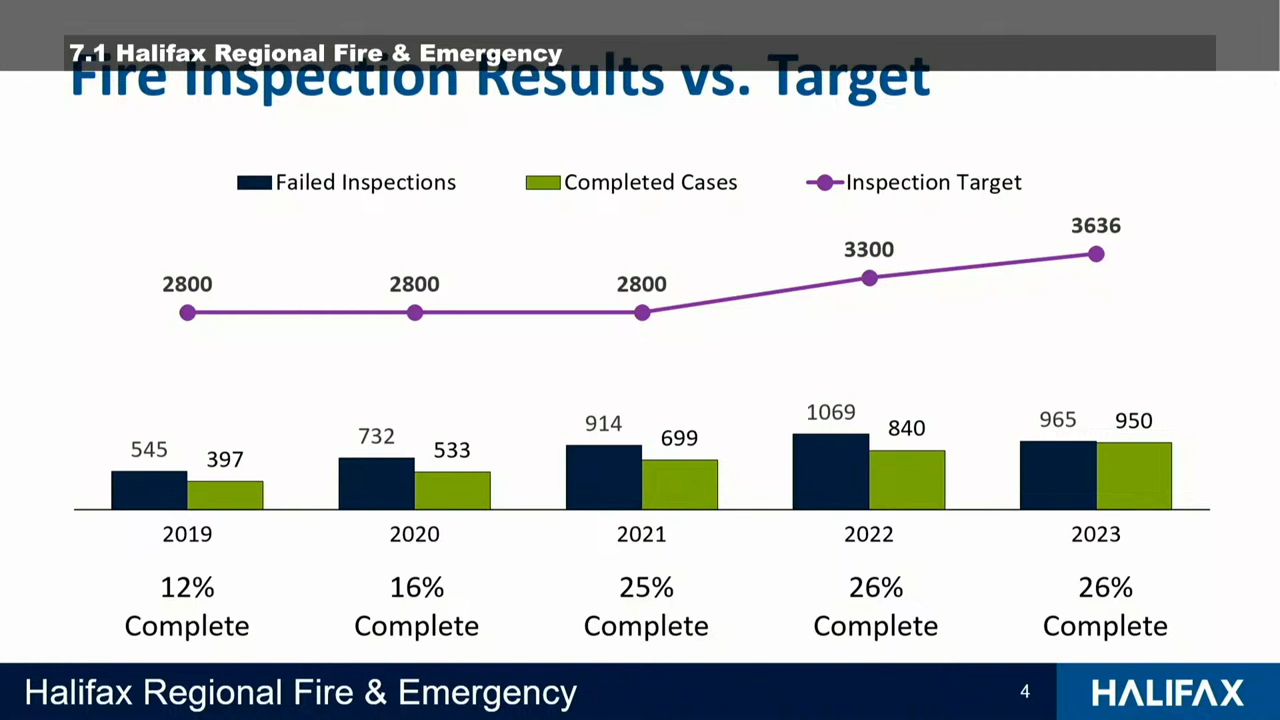 7.1 Halifax Regional Fire & Emergency
Fire Inspection Results vs. Target
Failed Inspections Completed Cases Inspection Target
3636
3300
2800 2800 2800
545 397 732 533 914 699 1069 840 965 950
2019 2020 2021 2022 2023
12% 16% 25% 26% 26%
Complete Complete Complete Complete Complete
Halifax Regional Fire & Emergency 4 HALIFAX